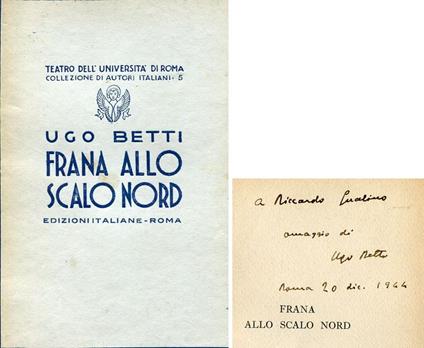 TEATRO DELL' UNIVERSITA' DI ROMA
COLLEZIONE DI AUTORI ITALIANI - 5
UGO BETTI
FRANA ALLO
SCALO NORD
EDIZIONI ITALIANE - ROMA
a Riccardo Gualino
omaggio di
Ugo Betti
Roma 20 dic. 1944
FRANA
ALLO SCALO NORD